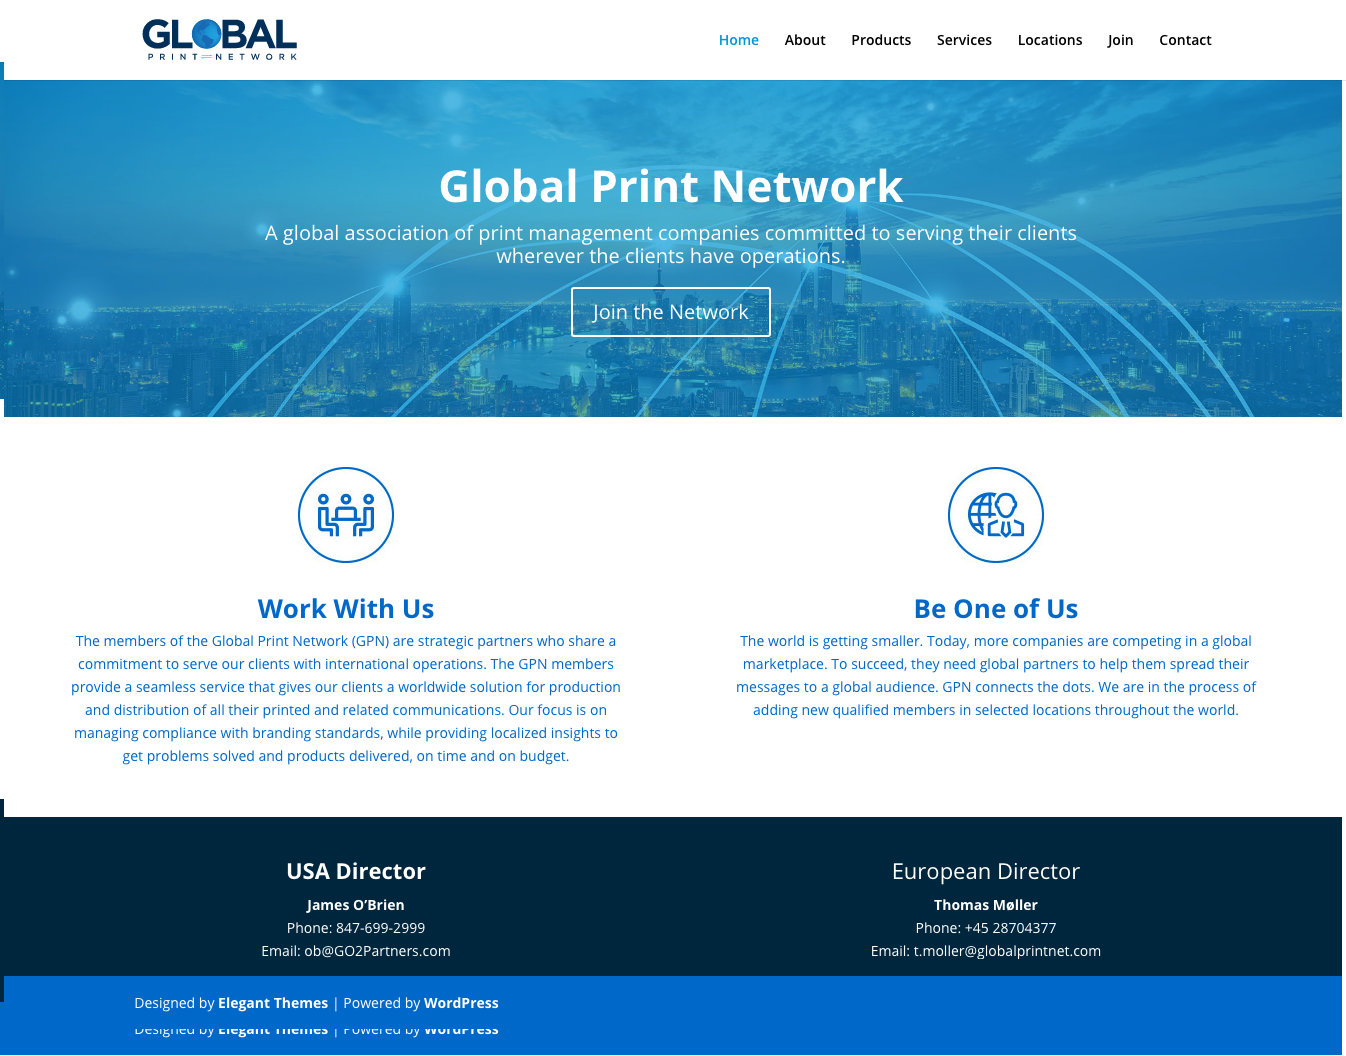 GLOBAL
PRINT NETWORK
Home About Products Services Locations Join Contact
Global Print Network
A global association of print management companies committed to serving their clients
wherever the clients have operations.
Join the Network
Work With Us
The members of the Global Print Network (GPN) are strategic partners who share a
commitment to serve our clients with international operations. The GPN members
provide a seamless service that gives our clients a worldwide solution for production
and distribution of all their printed and related communications. Our focus is on
managing compliance with branding standards, while providing localized insights to
get problems solved and products delivered, on time and on budget.
Be One of Us
The world is getting smaller. Today, more companies are competing in a global
marketplace. To succeed, they need global partners to help them spread their
messages to a global audience. GPN connects the dots. We are in the process of
adding new qualified members in selected locations throughout the world.
USA Director
James O’Brien
Phone: 847-699-2999
Email: ob@GO2Partners.com
European Director
Thomas Møller
Phone: +45 28704377
Email: t.moller@globalprintnet.com
Designed by Elegant Themes | Powered by WordPress
Designed by Elegant Themes | Powered by WordPress